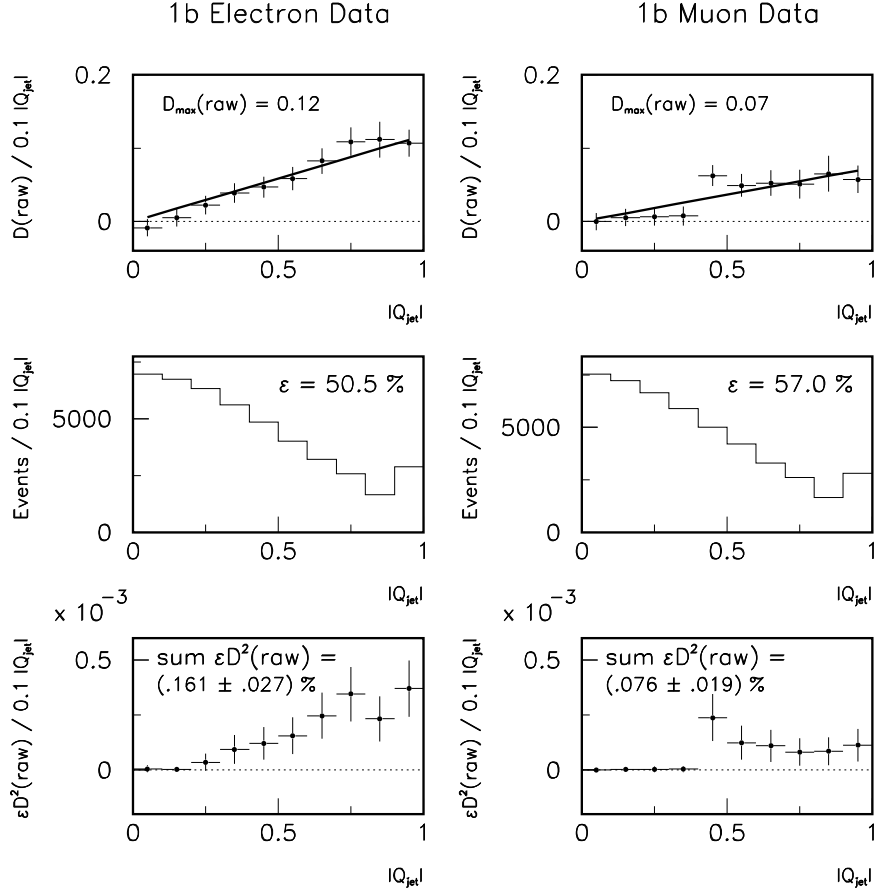 1b Electron Data
1b Muon Data
D(raw) / 0.1 |Q_jet|
0.2
0
D_max(raw) = 0.12
0 0.5 1
|Q_jet|
D(raw) / 0.1 |Q_jet|
0.2
0
D_max(raw) = 0.07
0 0.5 1
|Q_jet|
Events / 0.1 |Q_jet|
5000
0
ε = 50.5 %
0 0.5 1
|Q_jet|
Events / 0.1 |Q_jet|
5000
0
ε = 57.0 %
0 0.5 1
|Q_jet|
x 10⁻³
εD²(raw) / 0.1 |Q_jet|
0.5
0
sum εD²(raw) =
(.161 ± .027) %
0 0.5 1
|Q_jet|
x 10⁻³
εD²(raw) / 0.1 |Q_jet|
0.5
0
sum εD²(raw) =
(.076 ± .019) %
0 0.5 1
|Q_jet|